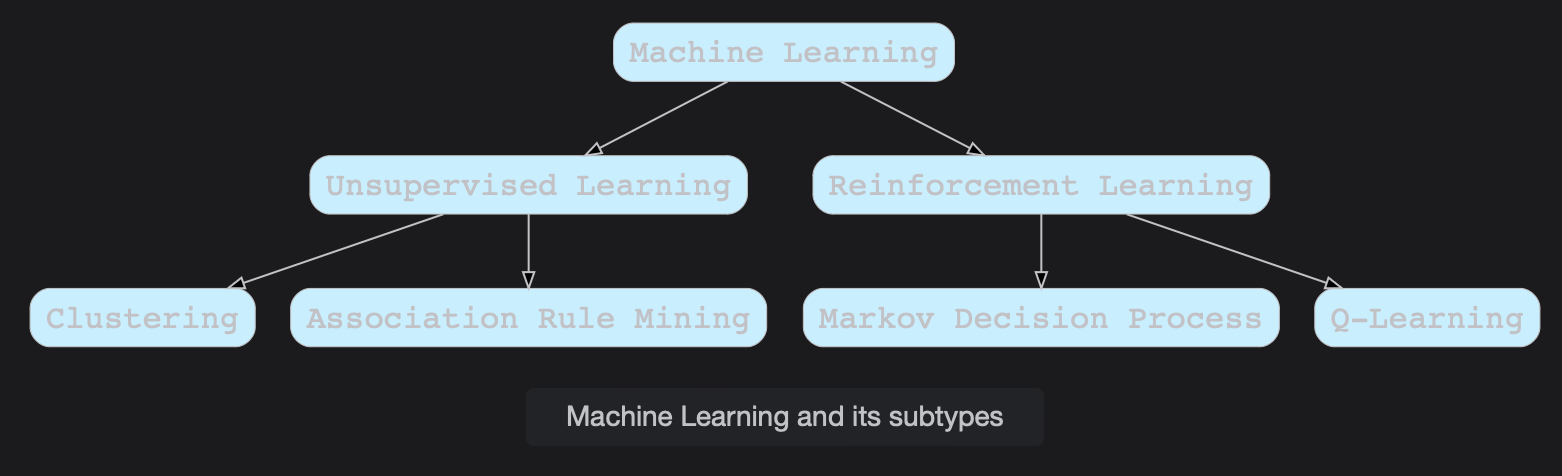 Machine Learning
Unsupervised Learning
Reinforcement Learning
Clustering
Association Rule Mining
Markov Decision Process
Q-Learning
Machine Learning and its subtypes